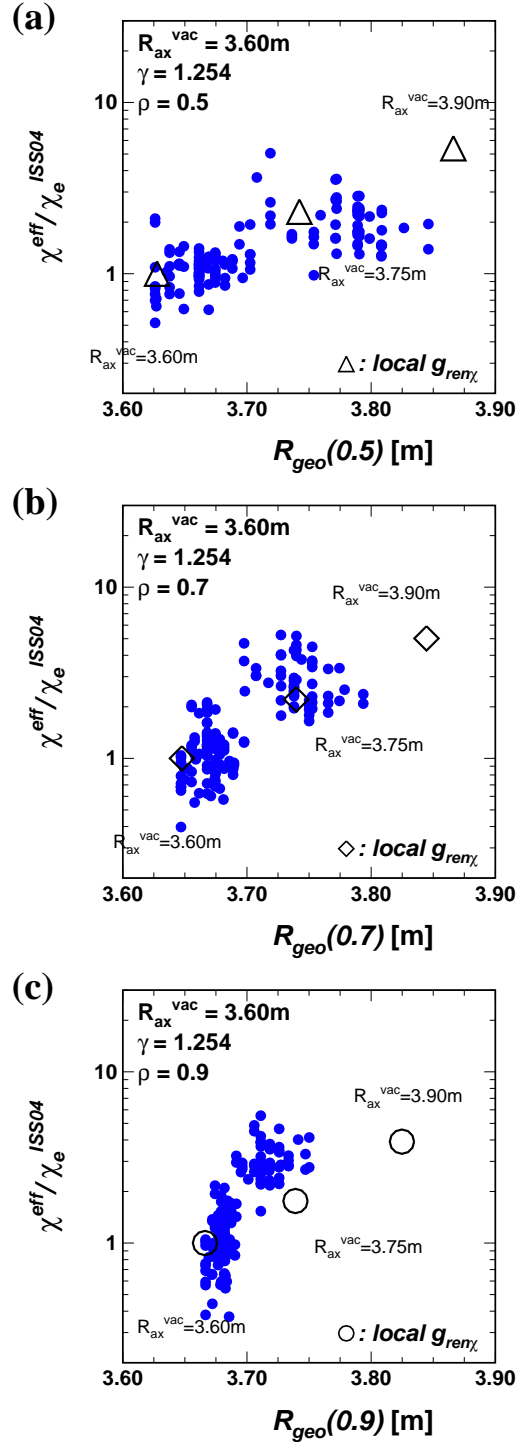 (a)
R_ax^vac = 3.60m
γ = 1.254
ρ = 0.5
R_ax^vac=3.90m
10
1
χ^eff/χ_e^ISS04
R_ax^vac=3.75m
R_ax^vac=3.60m
△ : local g_renχ
3.60 3.70 3.80 3.90
R_geo(0.5) [m]
(b)
R_ax^vac = 3.60m
γ = 1.254
ρ = 0.7
R_ax^vac=3.90m
10
1
χ^eff/χ_e^ISS04
R_ax^vac=3.75m
R_ax^vac=3.60m
◇ : local g_renχ
3.60 3.70 3.80 3.90
R_geo(0.7) [m]
(c)
R_ax^vac = 3.60m
γ = 1.254
ρ = 0.9
R_ax^vac=3.90m
10
1
χ^eff/χ_e^ISS04
R_ax^vac=3.75m
R_ax^vac=3.60m
○ : local g_renχ
3.60 3.70 3.80 3.90
R_geo(0.9) [m]